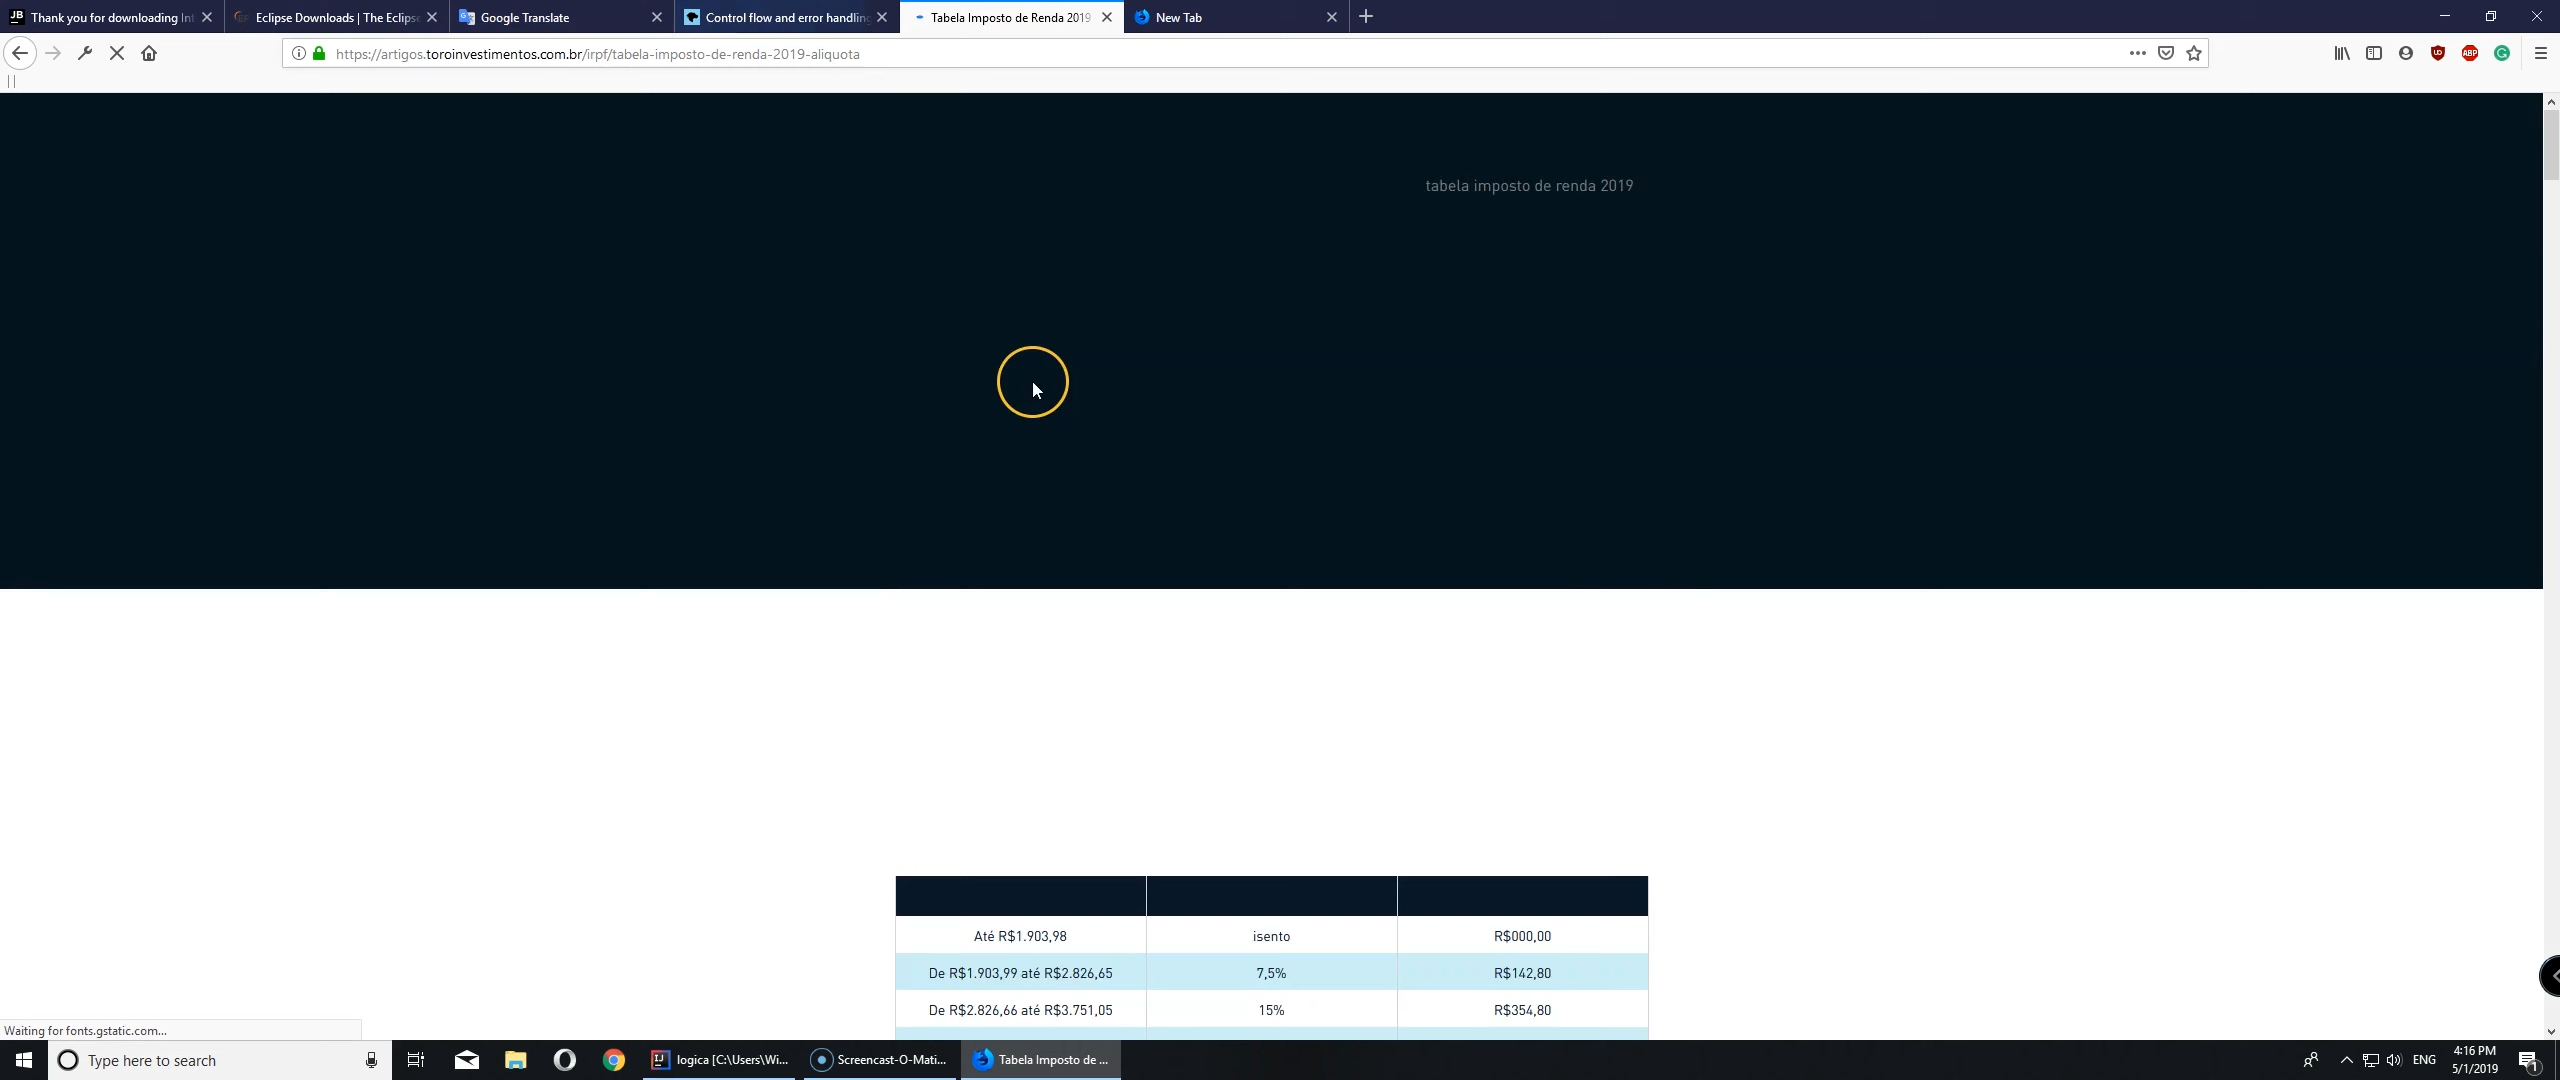 Thank you for downloading Int
Eclipse Downloads | The Eclipse
Google Translate
Control flow and error handling
Tabela Imposto de Renda 2019
New Tab
https://artigos.toroinvestimentos.com.br/irpf/tabela-imposto-de-renda-2019-aliquota
tabela imposto de renda 2019
Até R$1.903,98 isento R$000,00
De R$1.903,99 até R$2.826,65 7,5% R$142,80
De R$2.826,66 até R$3.751,05 15% R$354,80
Waiting for fonts.gstatic.com...
Type here to search
logica [C:\Users\Wi...
Screencast-O-Mati...
Tabela Imposto de ...
ENG
4:16 PM
5/1/2019